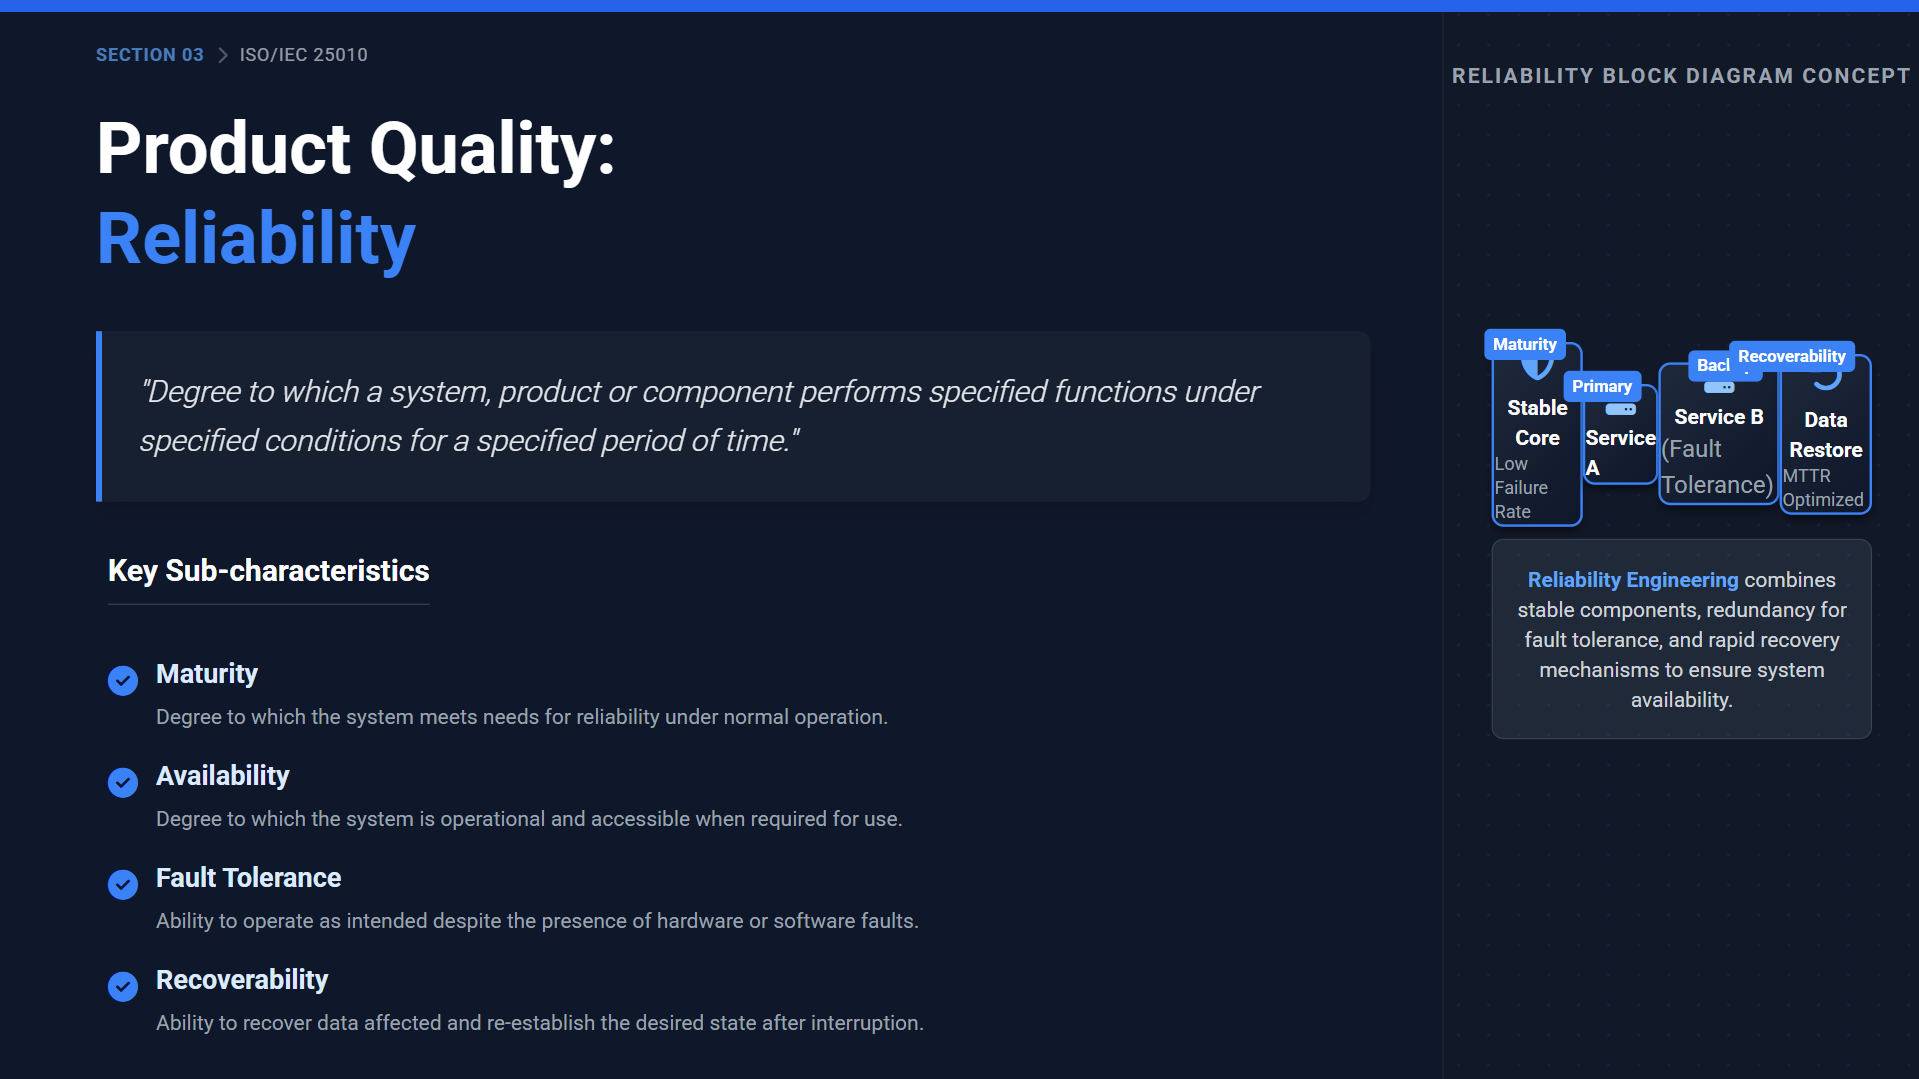 SECTION 03 > ISO/IEC 25010
Product Quality:
Reliability
"Degree to which a system, product or component performs specified functions under
specified conditions for a specified period of time."
Key Sub-characteristics
Maturity
Degree to which the system meets needs for reliability under normal operation.
Availability
Degree to which the system is operational and accessible when required for use.
Fault Tolerance
Ability to operate as intended despite the presence of hardware or software faults.
Recoverability
Ability to recover data affected and re-establish the desired state after interruption.
RELIABILITY BLOCK DIAGRAM CONCEPT
Maturity
Stable
Core
Low
Failure
Rate
Primary
Service
A
Service B
(Fault
Tolerance)
Recoverability
Data
Restore
MTTR
Optimized
Reliability Engineering combines
stable components, redundancy for
fault tolerance, and rapid recovery
mechanisms to ensure system
availability.